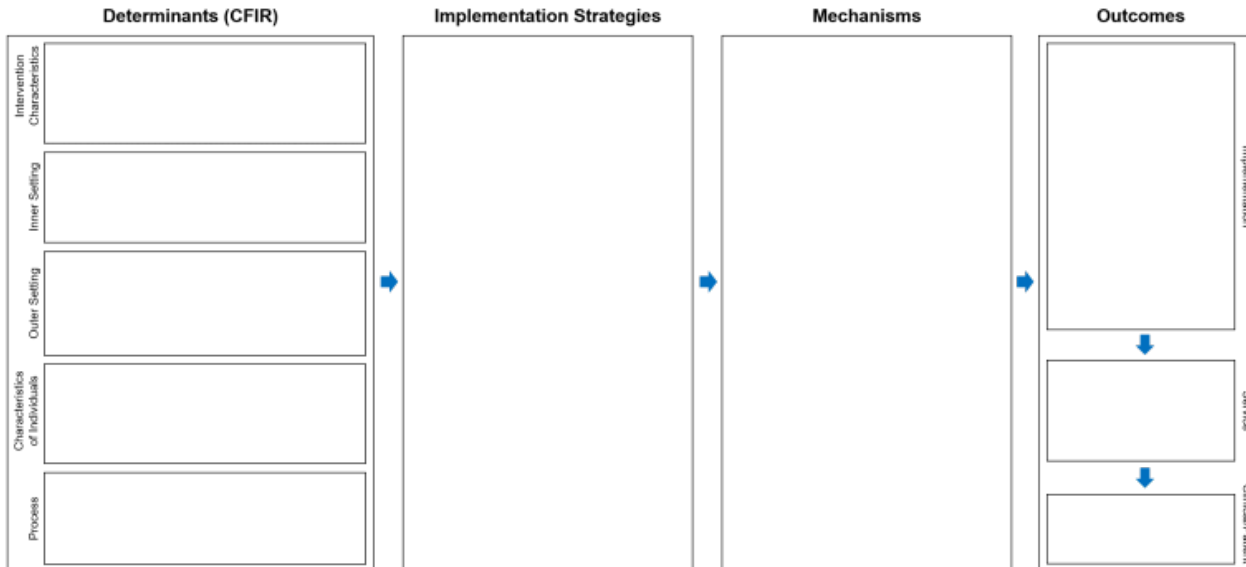 Determinants (CFIR)
Implementation Strategies
Mechanisms
Outcomes
Intervention
Characteristics
Inner Setting
Outer Setting
Characteristics
of Individuals
Process